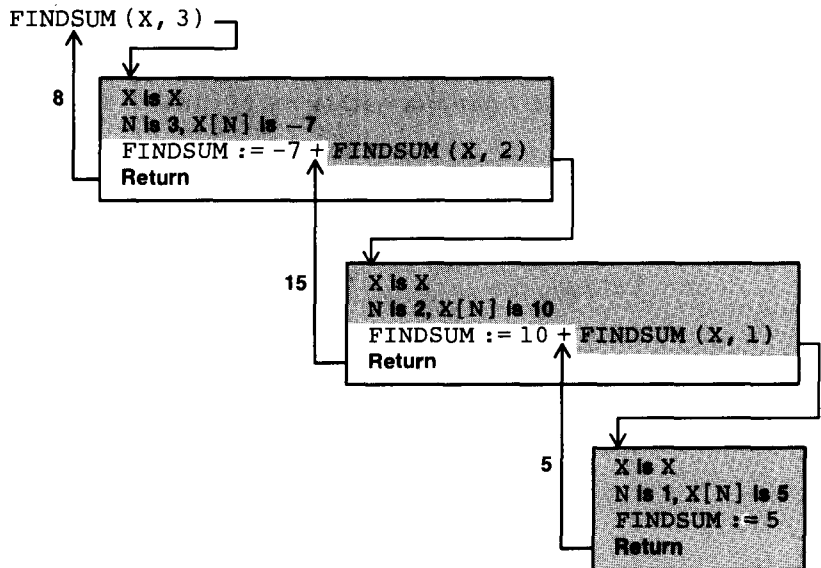 FINDSUM (X, 3)
8
X is X
N is 3, X[N] is -7
FINDSUM := -7 + FINDSUM (X, 2)
Return
15
X is X
N is 2, X[N] is 10
FINDSUM := 10 + FINDSUM (X, 1)
Return
5
X is X
N is 1, X[N] is 5
FINDSUM := 5
Return